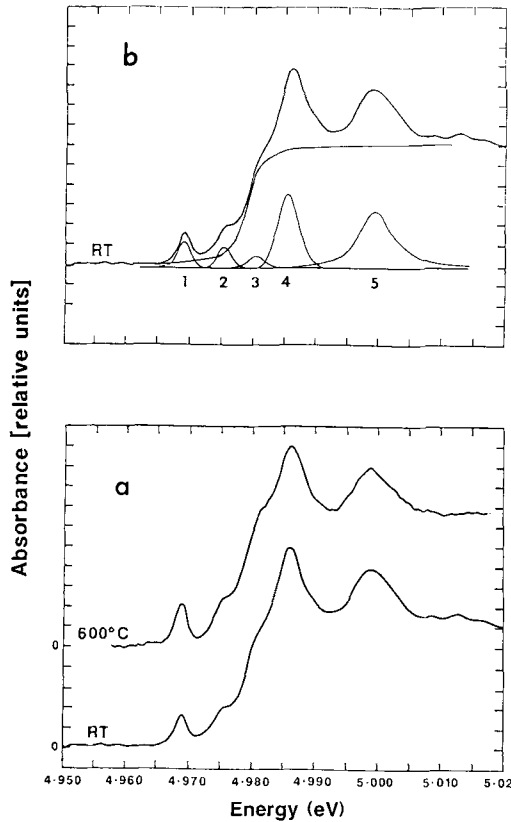 b
RT
1 2 3 4 5
Absorbance [relative units]
a
0 600°C
0 RT
4·950 4·960 4·970 4·980 4·990 5·000 5·010 5·020
Energy (eV)